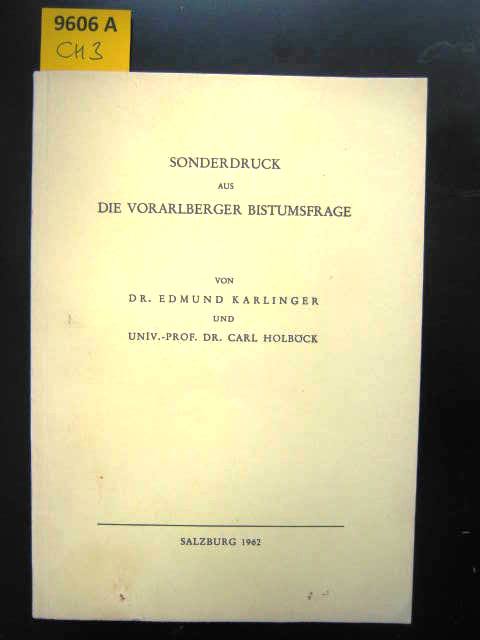 9606 A
CH3
SONDERDRUCK
AUS
DIE VORARLBERGER BISTUMSFRAGE
VON
DR. EDMUND KARLINGER
UND
UNIV.-PROF. DR. CARL HOLBÖCK
SALZBURG 1962